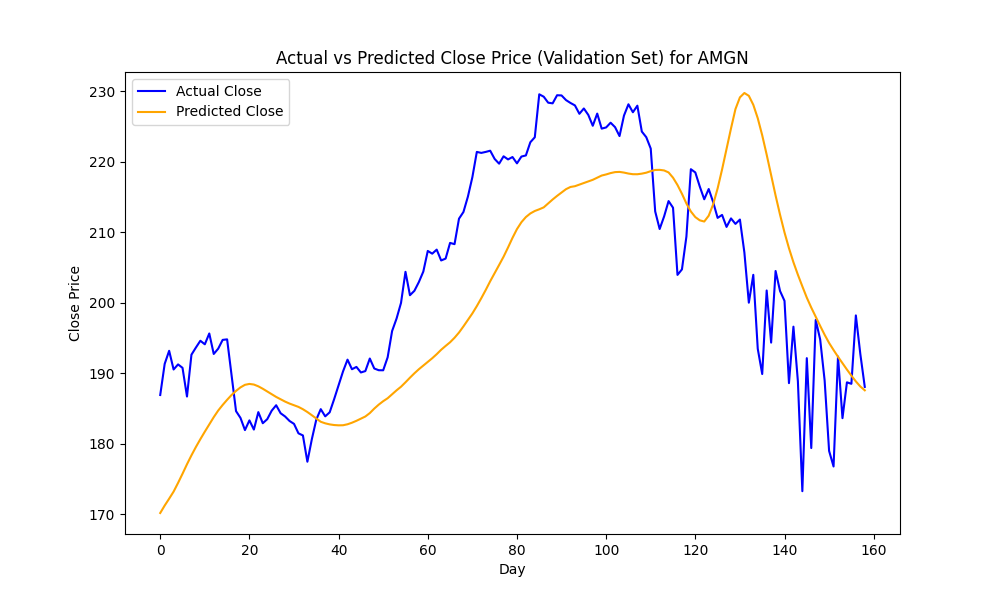 Actual vs Predicted Close Price (Validation Set) for AMGN
Actual Close
Predicted Close
Close Price
230
220
210
200
190
180
170
0 20 40 60 80 100 120 140 160
Day